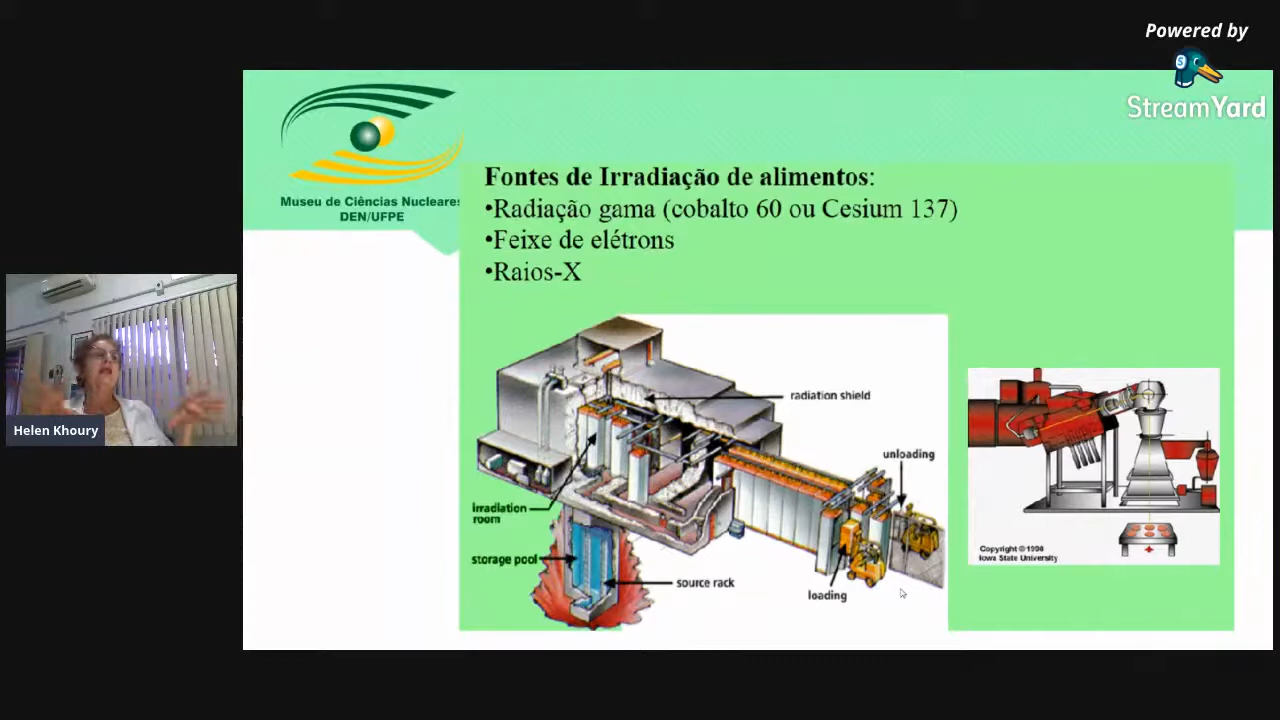 Powered by
StreamYard
Museu de Ciências Nucleares
DEN/UFPE
Fontes de Irradiação de alimentos:
•Radiação gama (cobalto 60 ou Cesium 137)
•Feixe de elétrons
•Raios-X
radiation shield
unloading
irradiation
room
storage pool
source rack
loading
Copyright © 1998
Iowa State University
Helen Khoury